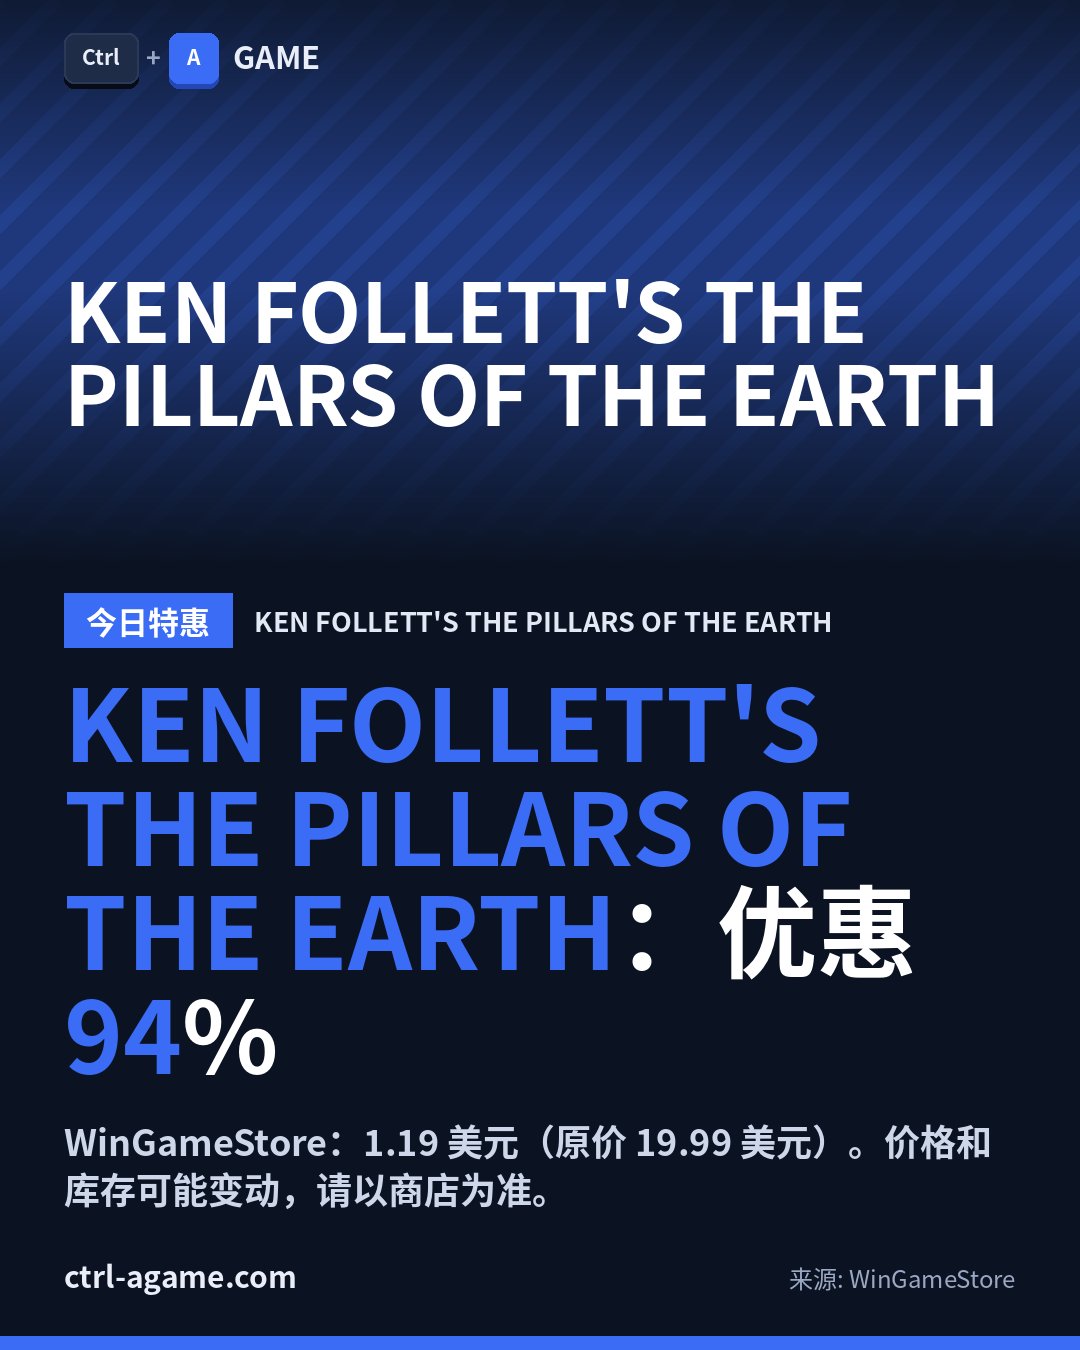 Ctrl + A GAME
KEN FOLLETT'S THE
PILLARS OF THE EARTH
今日特惠 KEN FOLLETT'S THE PILLARS OF THE EARTH
KEN FOLLETT'S
THE PILLARS OF
THE EARTH：优惠
94%
WinGameStore：1.19 美元（原价 19.99 美元）。价格和
库存可能变动，请以商店为准。
ctrl-agame.com 来源: WinGameStore